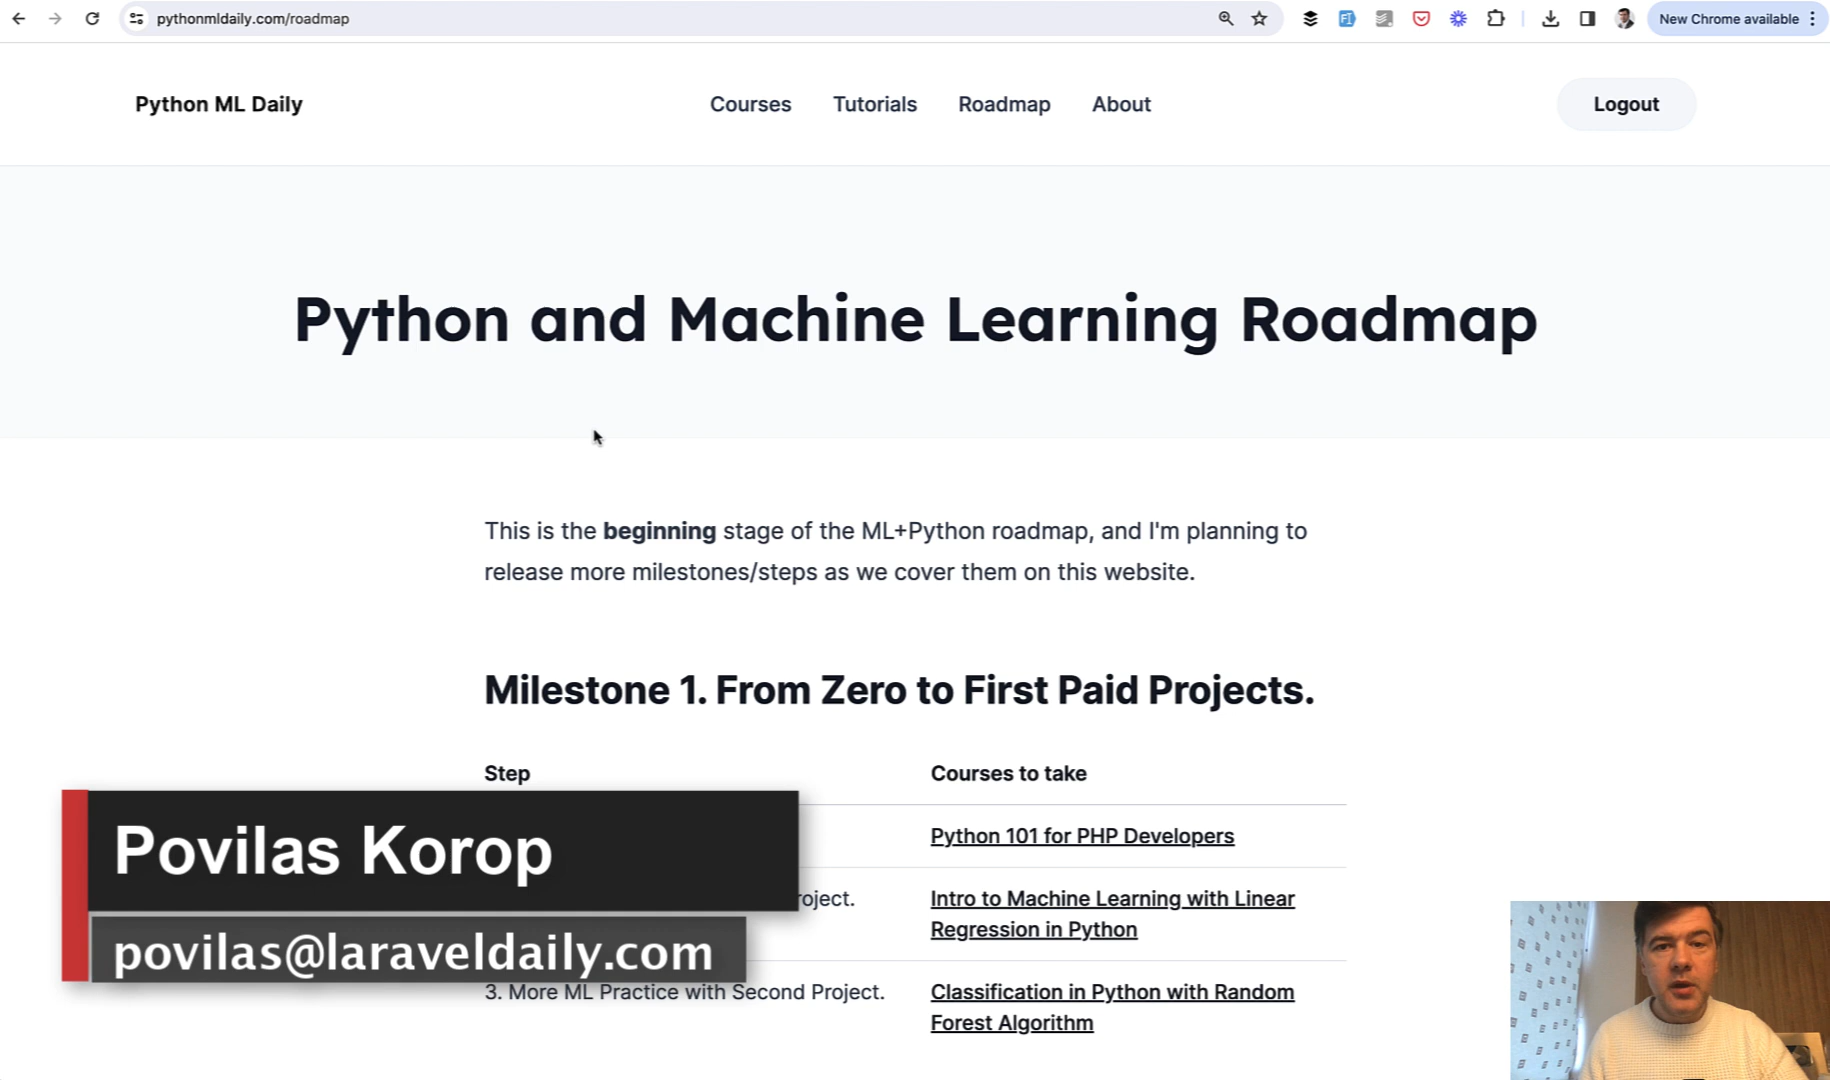 pythonmldaily.com/roadmap
New Chrome available
Python ML Daily
Courses
Tutorials
Roadmap
About
Logout
Python and Machine Learning Roadmap
This is the beginning stage of the ML+Python roadmap, and I'm planning to
release more milestones/steps as we cover them on this website.
Milestone 1. From Zero to First Paid Projects.
Step
Courses to take
Python 101 for PHP Developers
Povilas Korop
Intro to Machine Learning with Linear
Regression in Python
povilas@laraveldaily.com
3. More ML Practice with Second Project.
Classification in Python with Random
Forest Algorithm